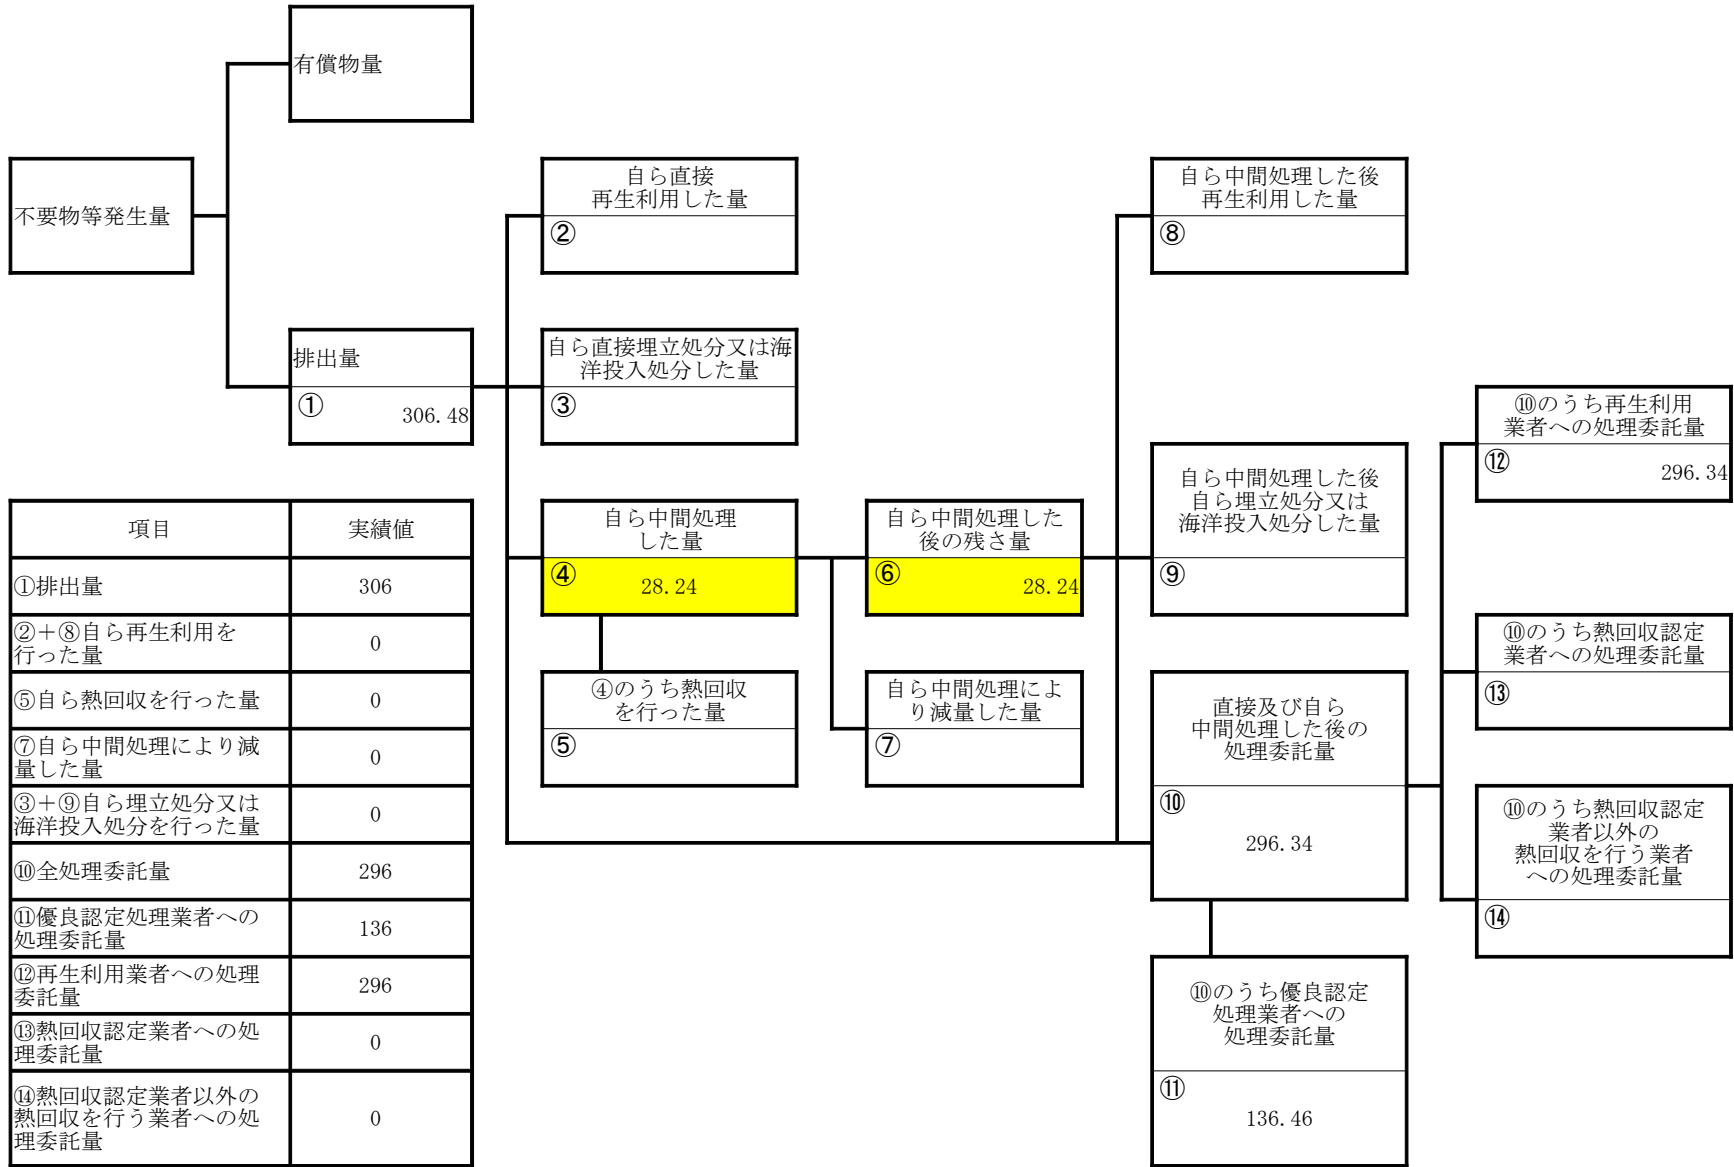 有償物量
不要物等発生量
排出量
①
306.48
自ら直接
再生利用した量
②
自ら直接埋立処分又は海
洋投入処分した量
③
自ら中間処理
した量
④
28.24
④のうち熱回収
を行った量
⑤
自ら中間処理した
後の残さ量
⑥
28.24
自ら中間処理によ
り減量した量
⑦
自ら中間処理した後
再生利用した量
⑧
自ら中間処理した後
自ら埋立処分又は
海洋投入処分した量
⑨
直接及び自ら
中間処理した後の
処理委託量
⑩
296.34
⑩のうち優良認定
処理業者への
処理委託量
⑪
136.46
⑩のうち再生利用
業者への処理委託量
⑫
296.34
⑩のうち熱回収認定
業者への処理委託量
⑬
⑩のうち熱回収認定
業者以外の
熱回収を行う業者
への処理委託量
⑭
項目 実績値
①排出量 306
②+⑧自ら再生利用を
行った量 0
⑤自ら熱回収を行った量 0
⑦自ら中間処理により減
量した量 0
③+⑨自ら埋立処分又は
海洋投入処分を行った量 0
⑩全処理委託量 296
⑪優良認定処理業者への
処理委託量 136
⑫再生利用業者への処理
委託量 296
⑬熱回収認定業者への処
理委託量 0
⑭熱回収認定業者以外の
熱回収を行う業者への処
理委託量 0